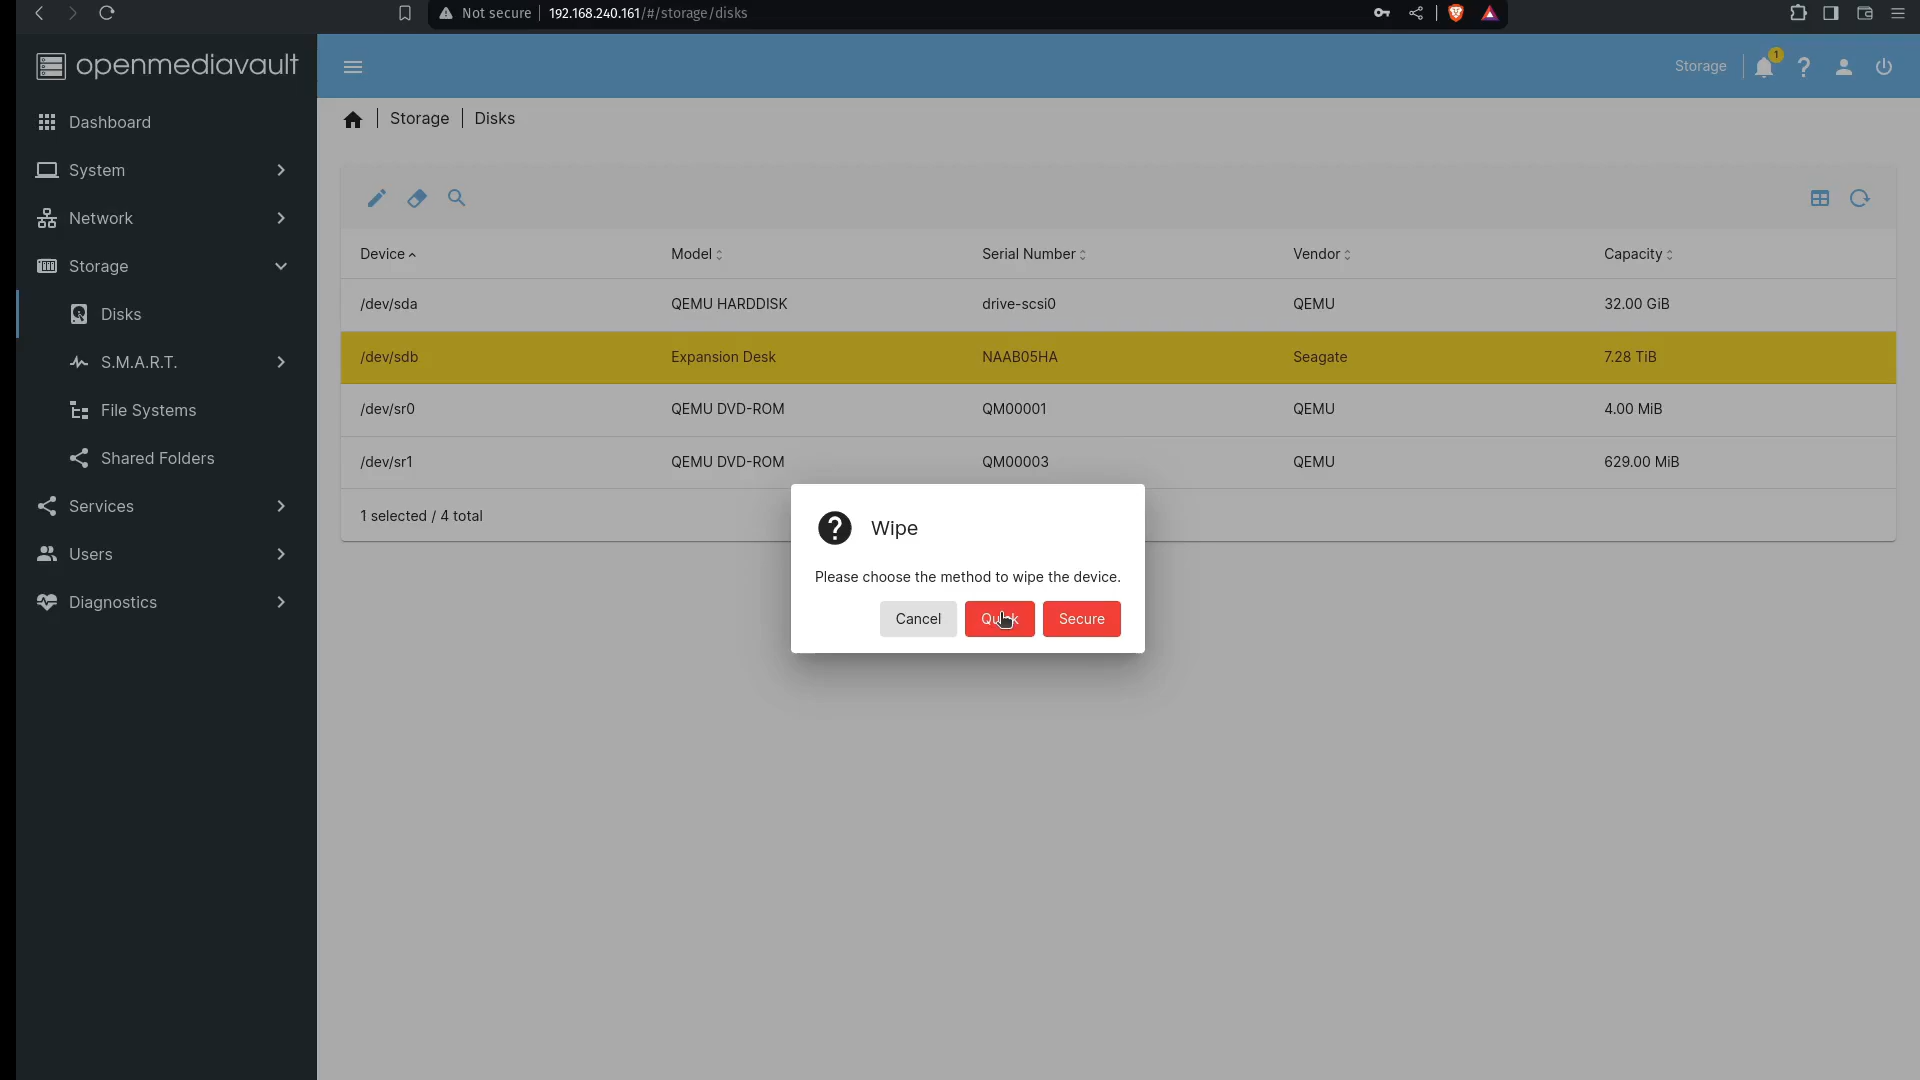 Not secure 192.168.240.161/#/storage/disks
openmediavault
Storage 1
Storage Disks
Dashboard
System
Network
Storage
Disks
S.M.A.R.T.
File Systems
Shared Folders
Services
Users
Diagnostics
Device Model Serial Number Vendor Capacity
/dev/sda QEMU HARDDISK drive-scsi0 QEMU 32.00 GiB
/dev/sdb Expansion Desk NAAB05HA Seagate 7.28 TiB
/dev/sr0 QEMU DVD-ROM QM00001 QEMU 4.00 MiB
/dev/sr1 QEMU DVD-ROM QM00003 QEMU 629.00 MiB
1 selected / 4 total
Wipe
Please choose the method to wipe the device.
Cancel Quick Secure